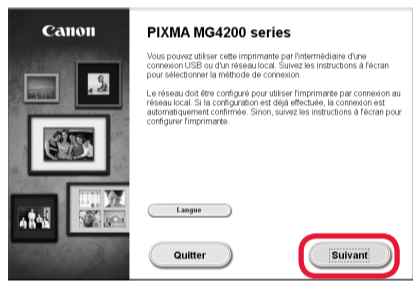 Canon
PIXMA MG4200 series
Vous pouvez utiliser cette imprimante par l'intermédiaire d'une
connexion USB ou d'un réseau local. Suivez les instructions à l'écran
pour sélectionner la méthode de connexion.
Le réseau doit être configuré pour utiliser l'imprimante par connexion au
réseau local. Si la configuration est déjà effectuée, la connexion est
automatiquement confirmée. Sinon, suivez les instructions à l'écran pour
configurer l'imprimante.
Langue
Quitter
Suivant